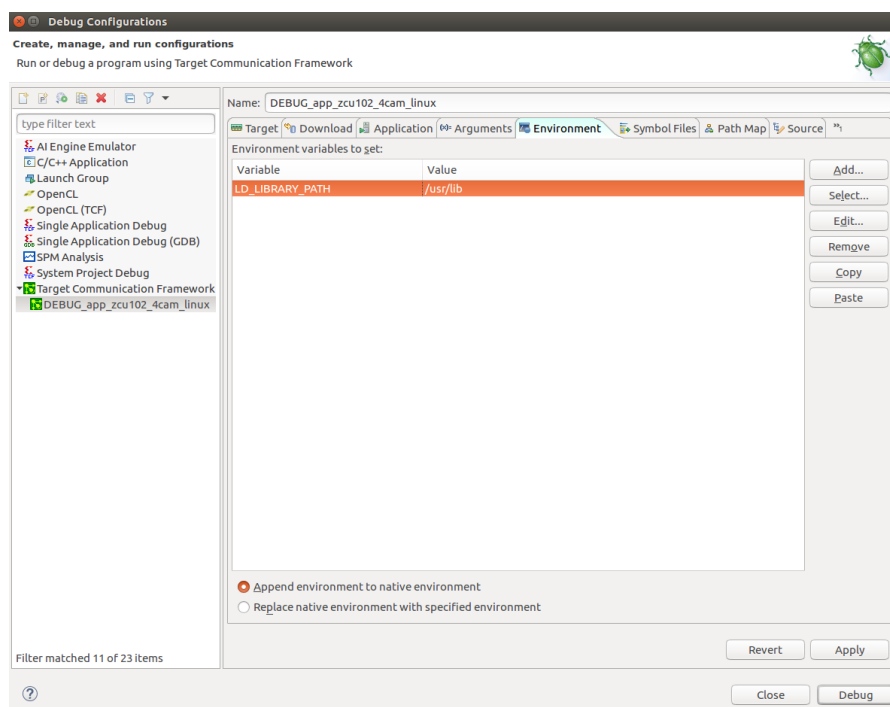 Debug Configurations
Create, manage, and run configurations
Run or debug a program using Target Communication Framework
type filter text
AI Engine Emulator
C/C++ Application
Launch Group
OpenCL
OpenCL (TCF)
Single Application Debug
Single Application Debug (GDB)
SPM Analysis
System Project Debug
Target Communication Framework
DEBUG_app_zcu102_4cam_linux
Filter matched 11 of 23 items
Name: DEBUG_app_zcu102_4cam_linux
Target Download Application Arguments Environment Symbol Files Path Map Source
Environment variables to set:
Variable Value
LD_LIBRARY_PATH /usr/lib
Add...
Select...
Edit...
Remove
Copy
Paste
Append environment to native environment
Replace native environment with specified environment
Revert Apply
Close Debug